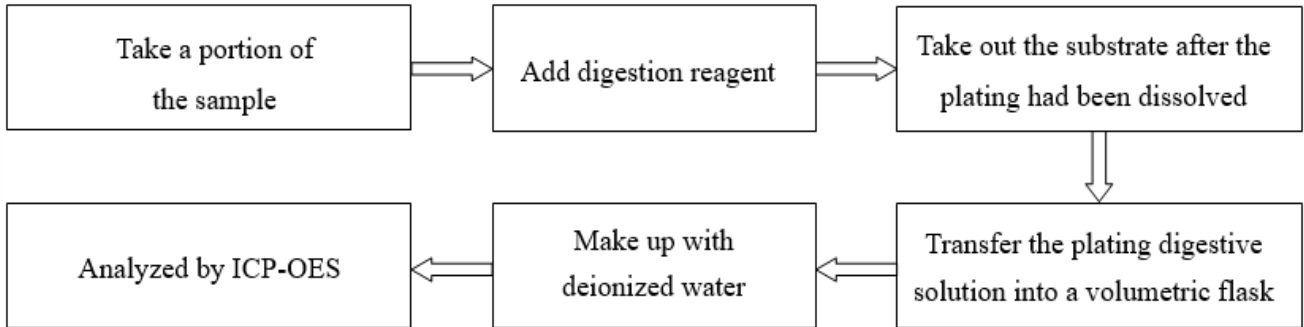 Take a portion of
the sample
Add digestion reagent
Take out the substrate after the
plating had been dissolved
Transfer the plating digestive
solution into a volumetric flask
Make up with
deionized water
Analyzed by ICP-OES